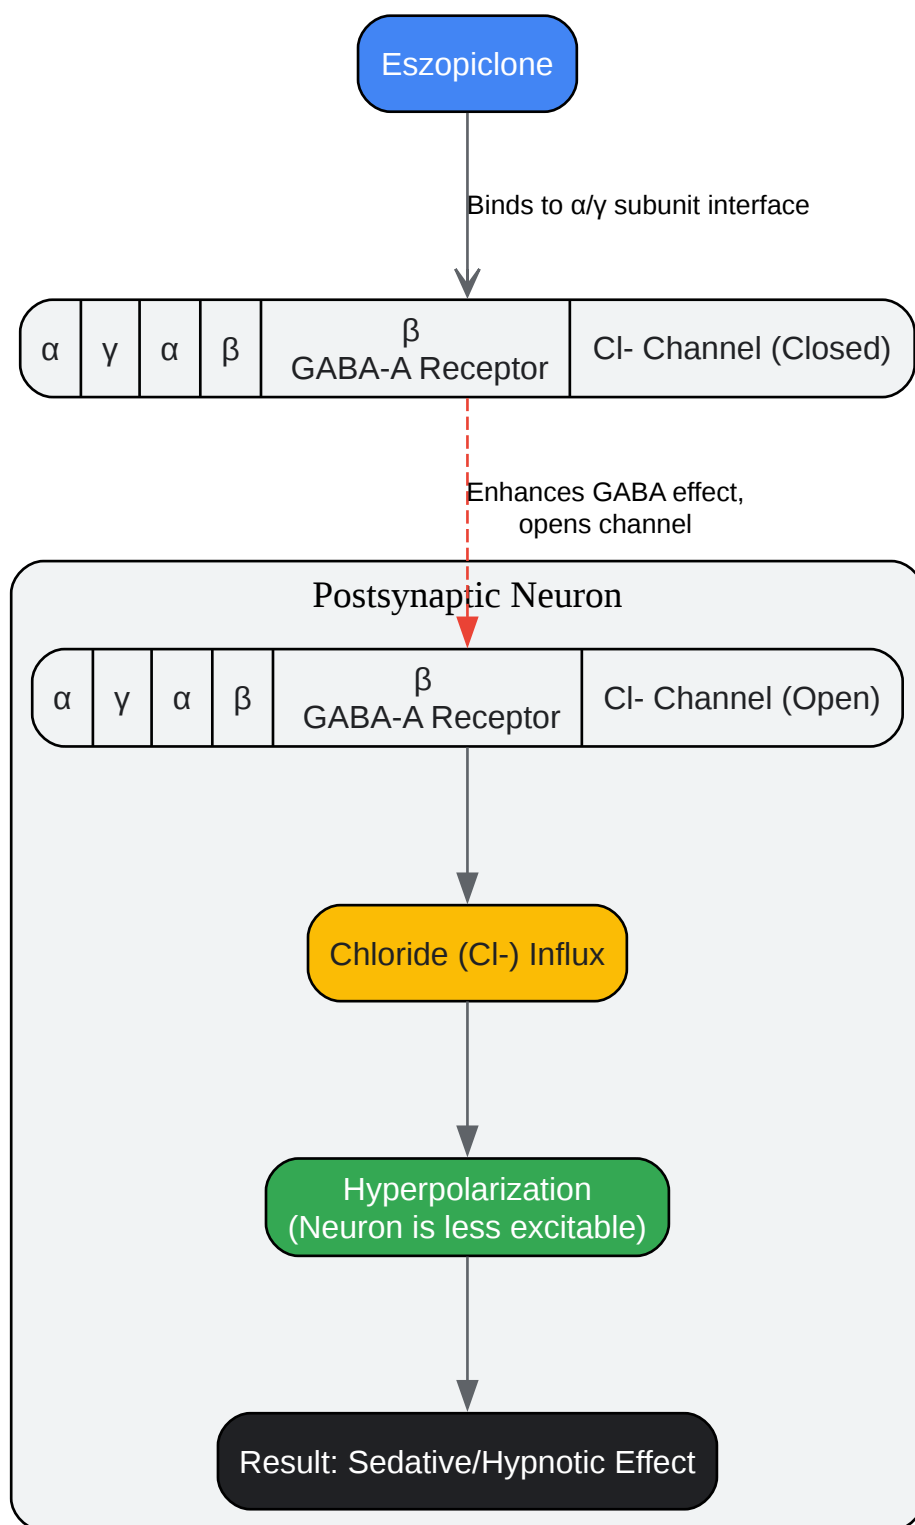 Eszopiclone
Binds to α/γ subunit interface
α γ α β
β
GABA-A Receptor
Cl- Channel (Closed)
Enhances GABA effect,
opens channel
Postsynaptic Neuron
α γ α β
β
GABA-A Receptor
Cl- Channel (Open)
Chloride (Cl-) Influx
Hyperpolarization
(Neuron is less excitable)
Result: Sedative/Hypnotic Effect